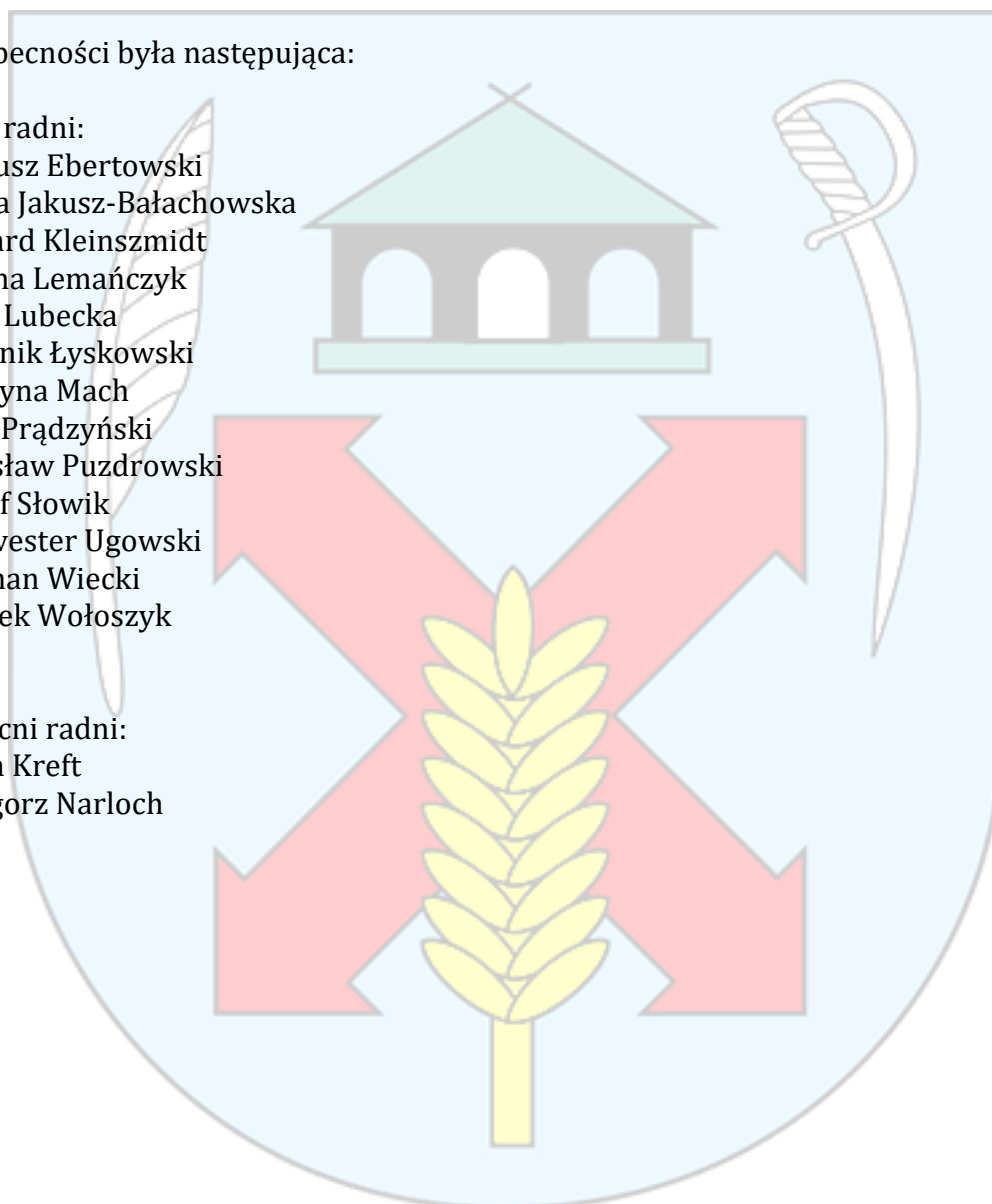 becności była następująca:
radni:
usz Ebertowski
a Jakusz-Bałachowska
ard Kleinszmidt
na Lemańczyk
Lubecka
nik Łyskowski
yna Mach
Prądzyński
sław Puzdrowski
f Słowik
vester Ugowski
nan Wiecki
ek Wołoszyk
cni radni:
n Kreft
gorz Narloch